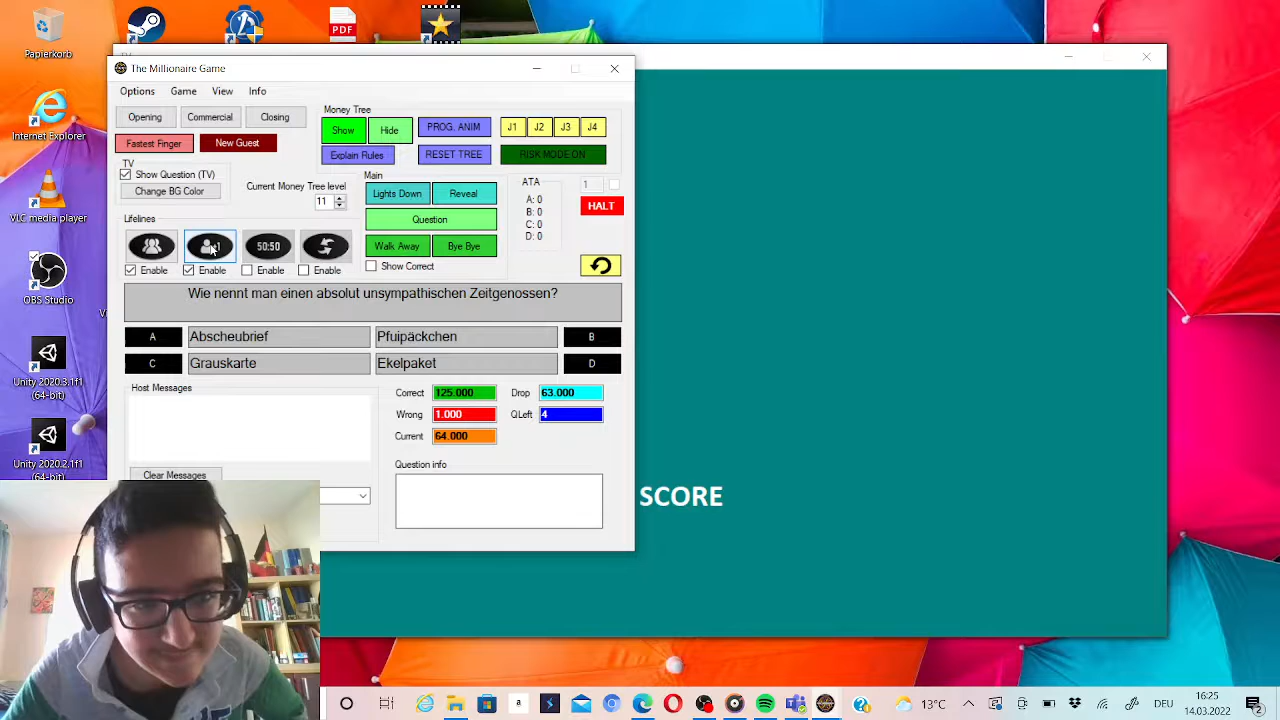 PDF
Papierkorb
Internet Explorer
VLC media player
OBS Studio
Unity 2020.3.1f1
(64-bit)
Unity 2020.2.1f1
(64-bit)
The Millionaire Game
Options Game View Info
Opening Commercial Closing
Fastest Finger New Guest
Money Tree
Show Hide PROG. ANIM J1 J2 J3 J4
Explain Rules RESET TREE RISK MODE ON
TV
Show Question (TV)
Change BG Color
Current Money Tree level
11
Main
Lights Down Reveal
Question
Walk Away Bye Bye
Show Correct
ATA
A: 0
B: 0
C: 0
D: 0
1
HALT
Lifelines
50:50
Enable Enable Enable Enable
Wie nennt man einen absolut unsympathischen Zeitgenossen?
A Abscheubrief Pfuipäckchen B
C Grauskarte Ekelpaket D
Host Messages
Clear Messages
Correct 125.000 Drop 63.000
Wrong 1.000 QLeft 4
Current 64.000
Question info
SCORE
13°C
DEU
16:25
14.03.2022
2